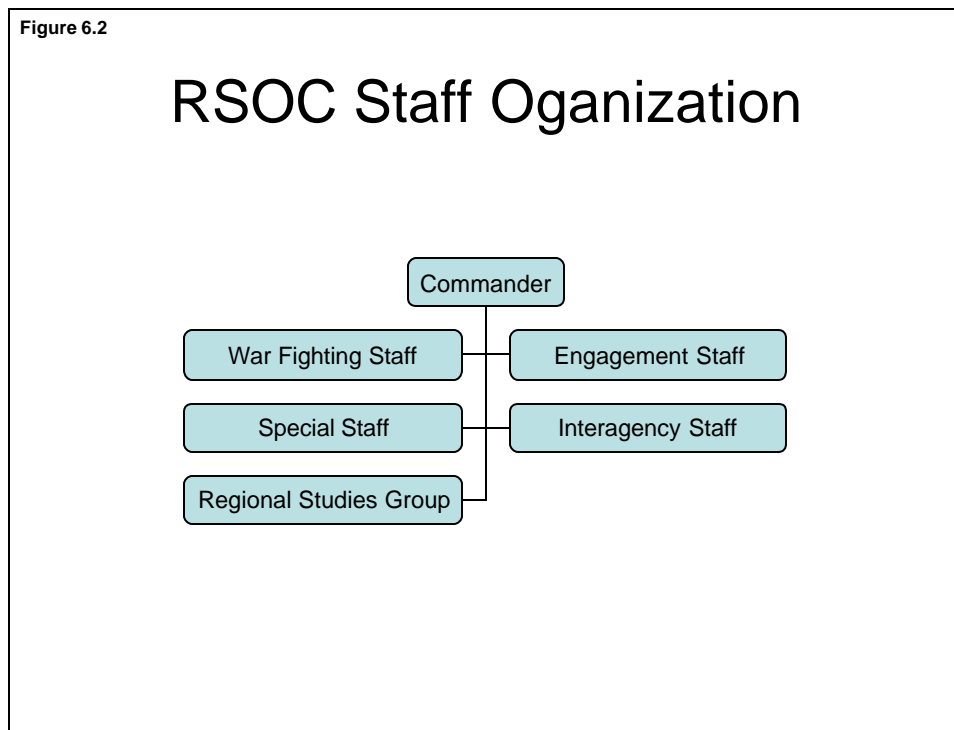 Figure 6.2
RSOC Staff Oganization
Commander
War Fighting Staff
Engagement Staff
Special Staff
Interagency Staff
Regional Studies Group